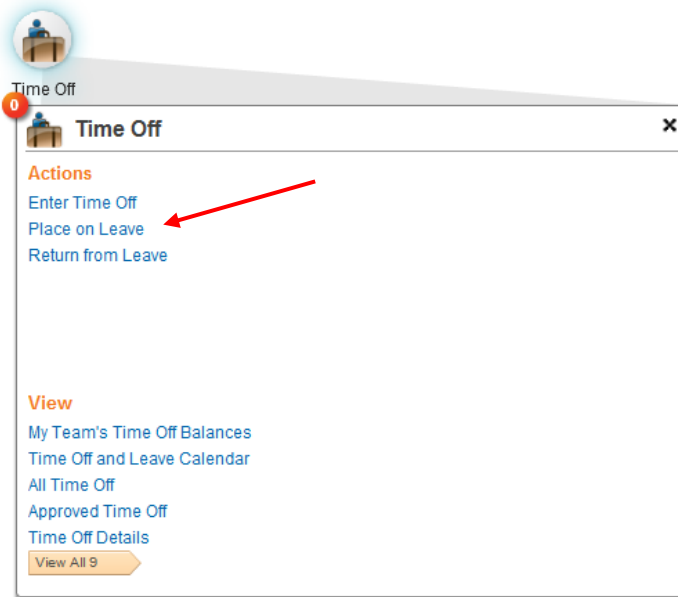 Time Off
0
Time Off
Actions
Enter Time Off
Place on Leave
Return from Leave
View
My Team's Time Off Balances
Time Off and Leave Calendar
All Time Off
Approved Time Off
Time Off Details
View All 9